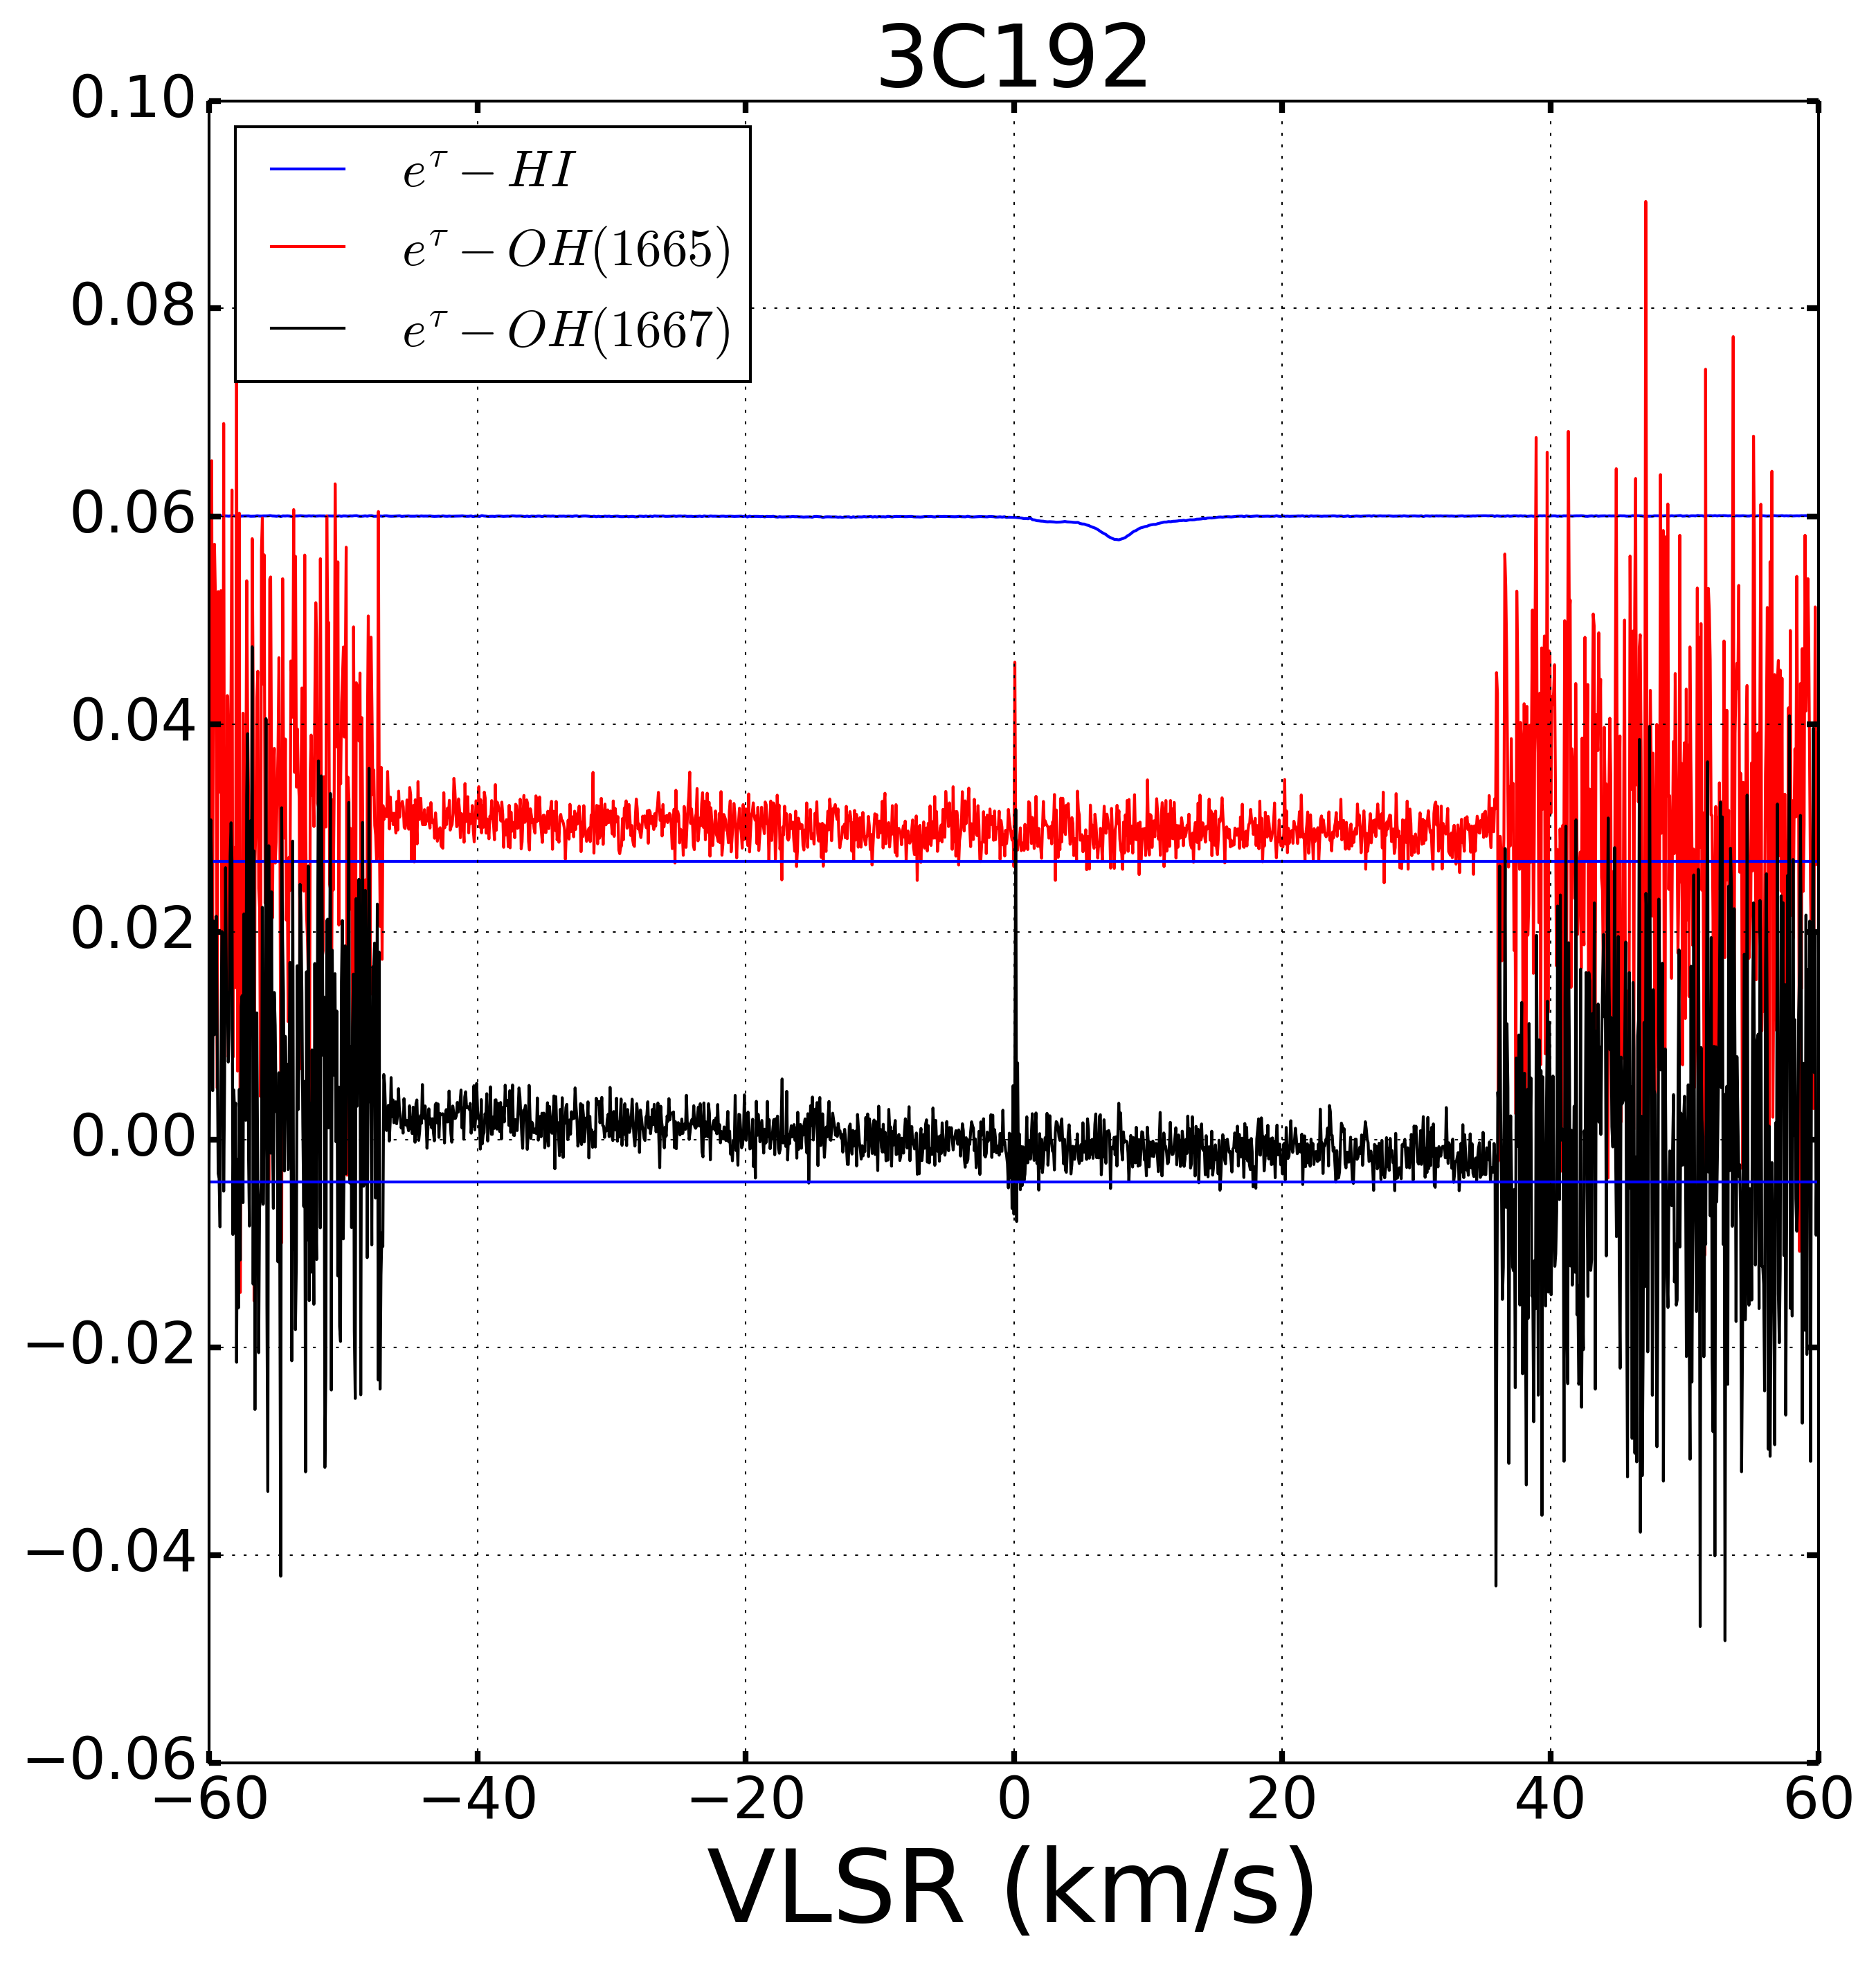 3C192
0.10
0.08
0.06
0.04
0.02
0.00
−0.02
−0.04
−0.06
e^τ − HI
e^τ − OH(1665)
e^τ − OH(1667)
−60 −40 −20 0 20 40 60
VLSR (km/s)